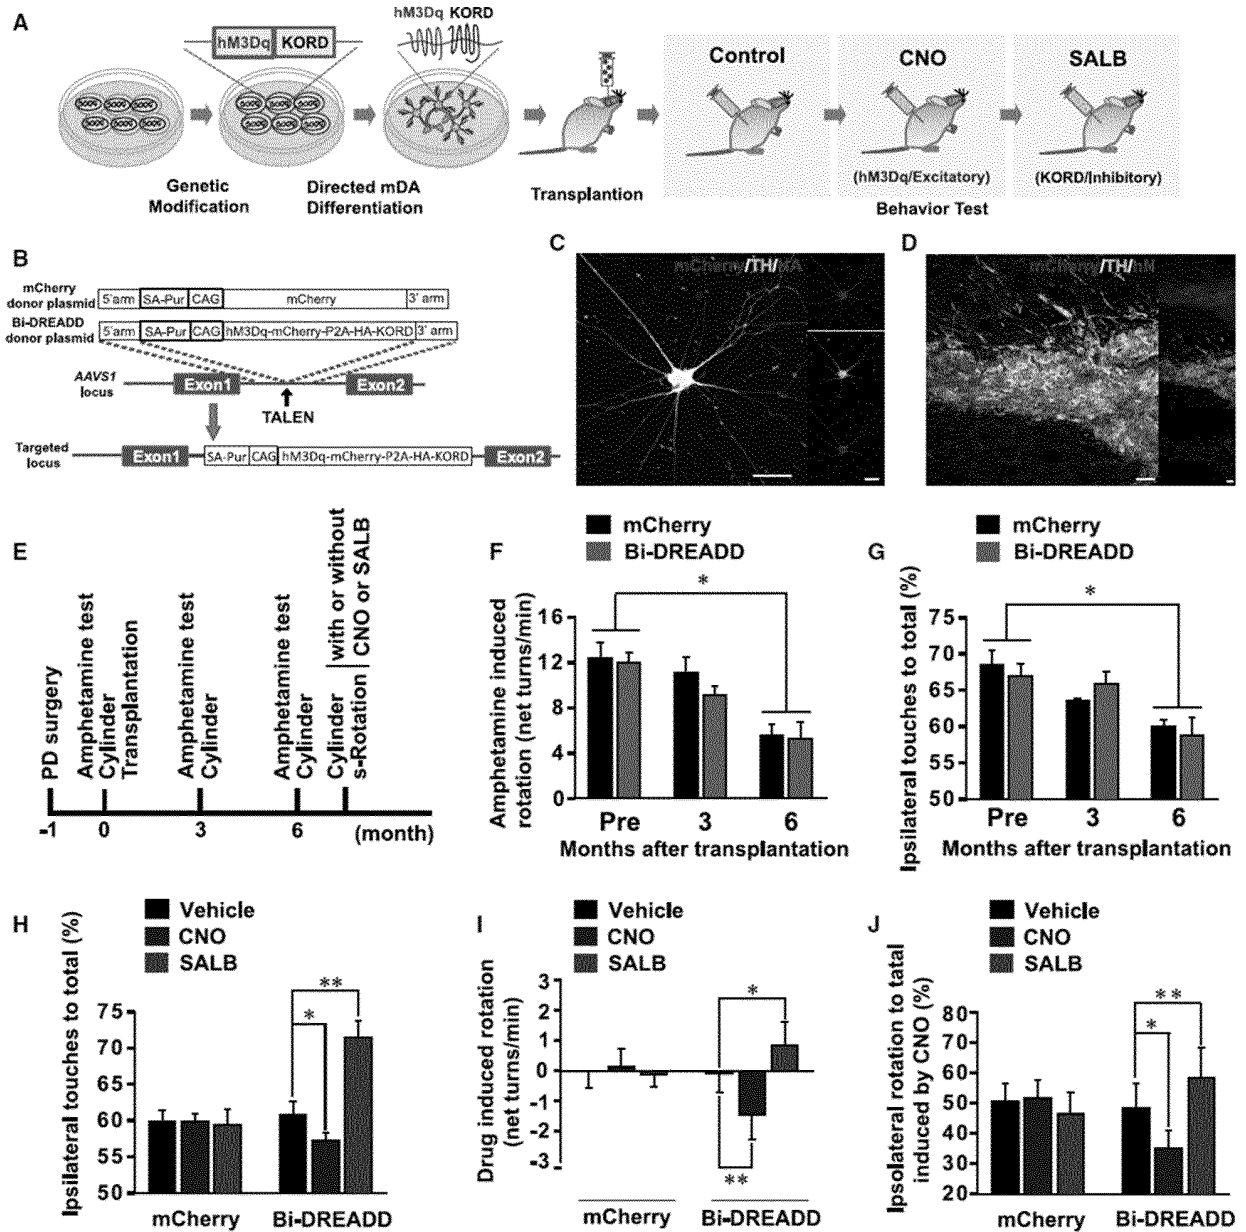 A
hM3Dq KORD
hM3Dq KORD
Genetic
Modification
Directed mDA
Differentiation
Transplantion
Control
CNO
(hM3Dq/Excitatory)
SALB
(KORD/Inhibitory)
Behavior Test
B
mCherry
donor plasmid
5'arm SA-Pur CAG mCherry 3' arm
Bi-DREADD
donor plasmid
5'arm SA-Pur CAG hM3Dq-mCherry-P2A-HA-KORD 3' arm
AAVS1
locus
Exon1 Exon2
TALEN
Targeted
locus
Exon1 SA-Pur CAG hM3Dq-mCherry-P2A-HA-KORD Exon2
C
mCherry/TH/HA
D
mCherry/TH/hN
E
PD surgery
Amphetamine test
Cylinder
Transplantation
Amphetamine test
Cylinder
Amphetamine test
Cylinder
Cylinder
s-Rotation
with or without
CNO or SALB
-1 0 3 6 (month)
F
mCherry
Bi-DREADD
Amphetamine induced
rotation (net turns/min)
16
12
8
4
0
*
Pre 3 6
Months after transplantation
G
mCherry
Bi-DREADD
Ipsilateral touches to total (%)
75
70
65
60
55
50
*
Pre 3 6
Months after transplantation
H
Vehicle
CNO
SALB
Ipsilateral touches to total (%)
75
70
65
60
55
50
**
*
mCherry Bi-DREADD
I
Vehicle
CNO
SALB
Drug induced rotation
(net turns/min)
3
2
1
0
-1
-2
-3
*
**
mCherry Bi-DREADD
J
Vehicle
CNO
SALB
Ipsolateral rotation to tatal
induced by CNO (%)
80
70
60
50
40
30
20
**
*
mCherry Bi-DREADD